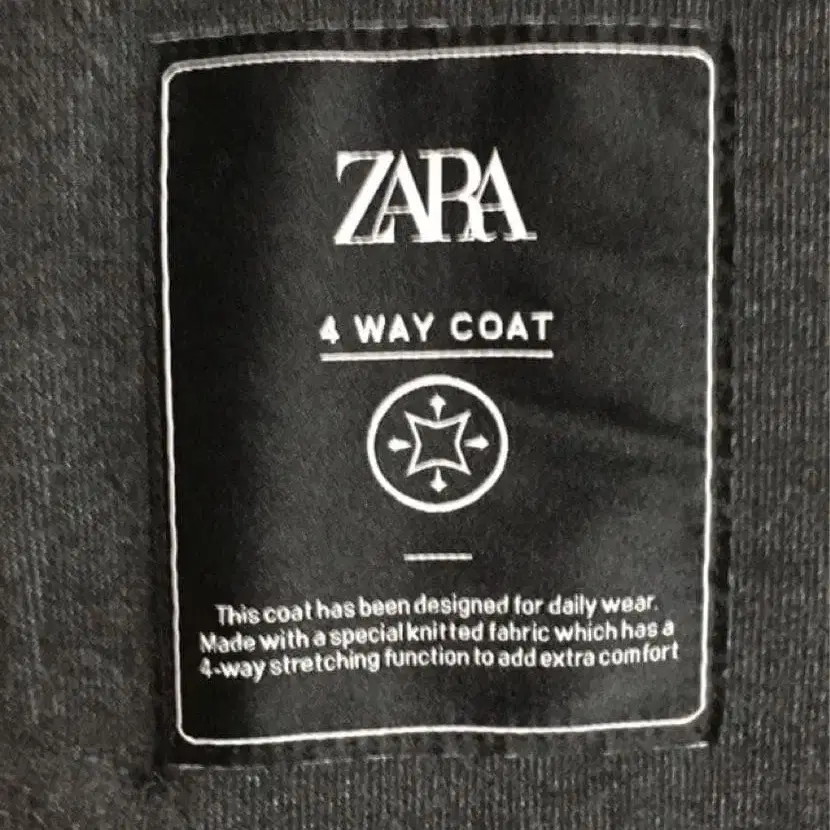 ZARA
4 WAY COAT
This coat has been designed for daily wear.
Made with a special knitted fabric which has a
4-way stretching function to add extra comfort